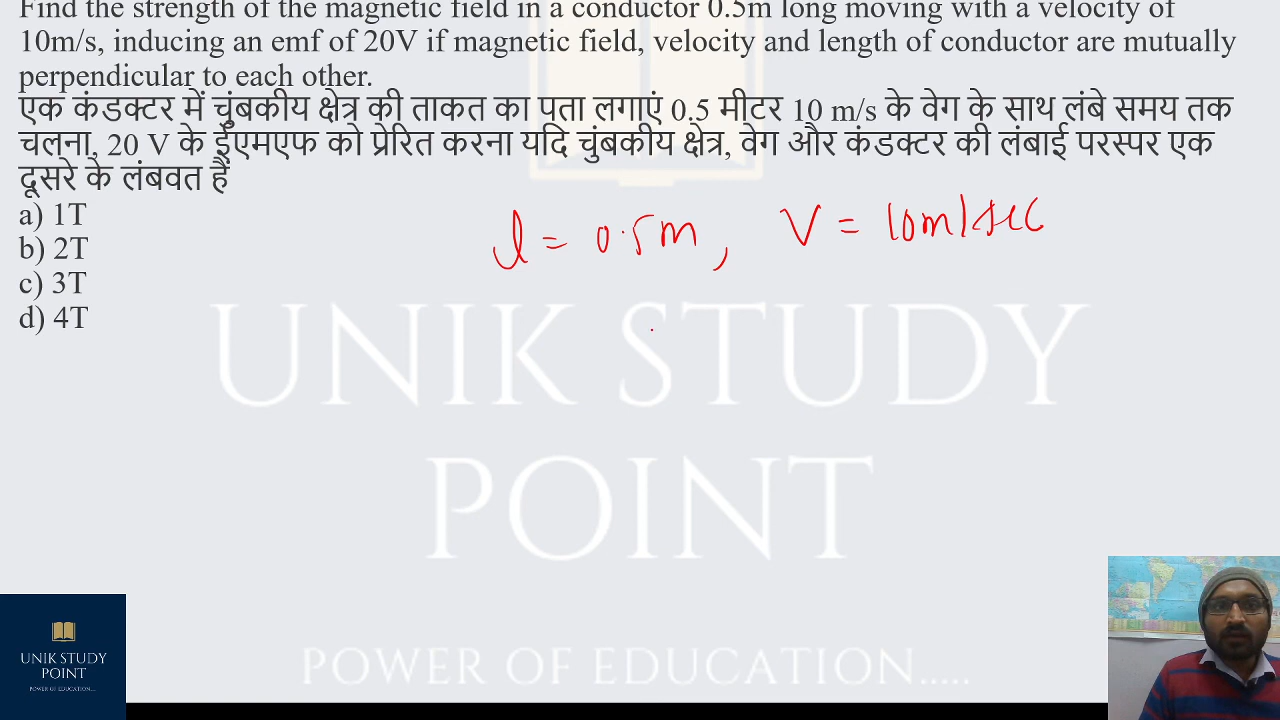 Find the strength of the magnetic field in a conductor 0.5m long moving with a velocity of
10m/s, inducing an emf of 20V if magnetic field, velocity and length of conductor are mutually
perpendicular to each other.
एक कंडक्टर में चुंबकीय क्षेत्र की ताकत का पता लगाएं 0.5 मीटर 10 m/s के वेग के साथ लंबे समय तक
चलना, 20 V के ईएमएफ को प्रेरित करना यदि चुंबकीय क्षेत्र, वेग और कंडक्टर की लंबाई परस्पर एक
दूसरे के लंबवत हैं
a) 1T
b) 2T
c) 3T
d) 4T
l = 0.5m, V = 10m/sec
UNIK STUDY
POINT
POWER OF EDUCATION.....
UNIK STUDY
POINT
POWER OF EDUCATION....